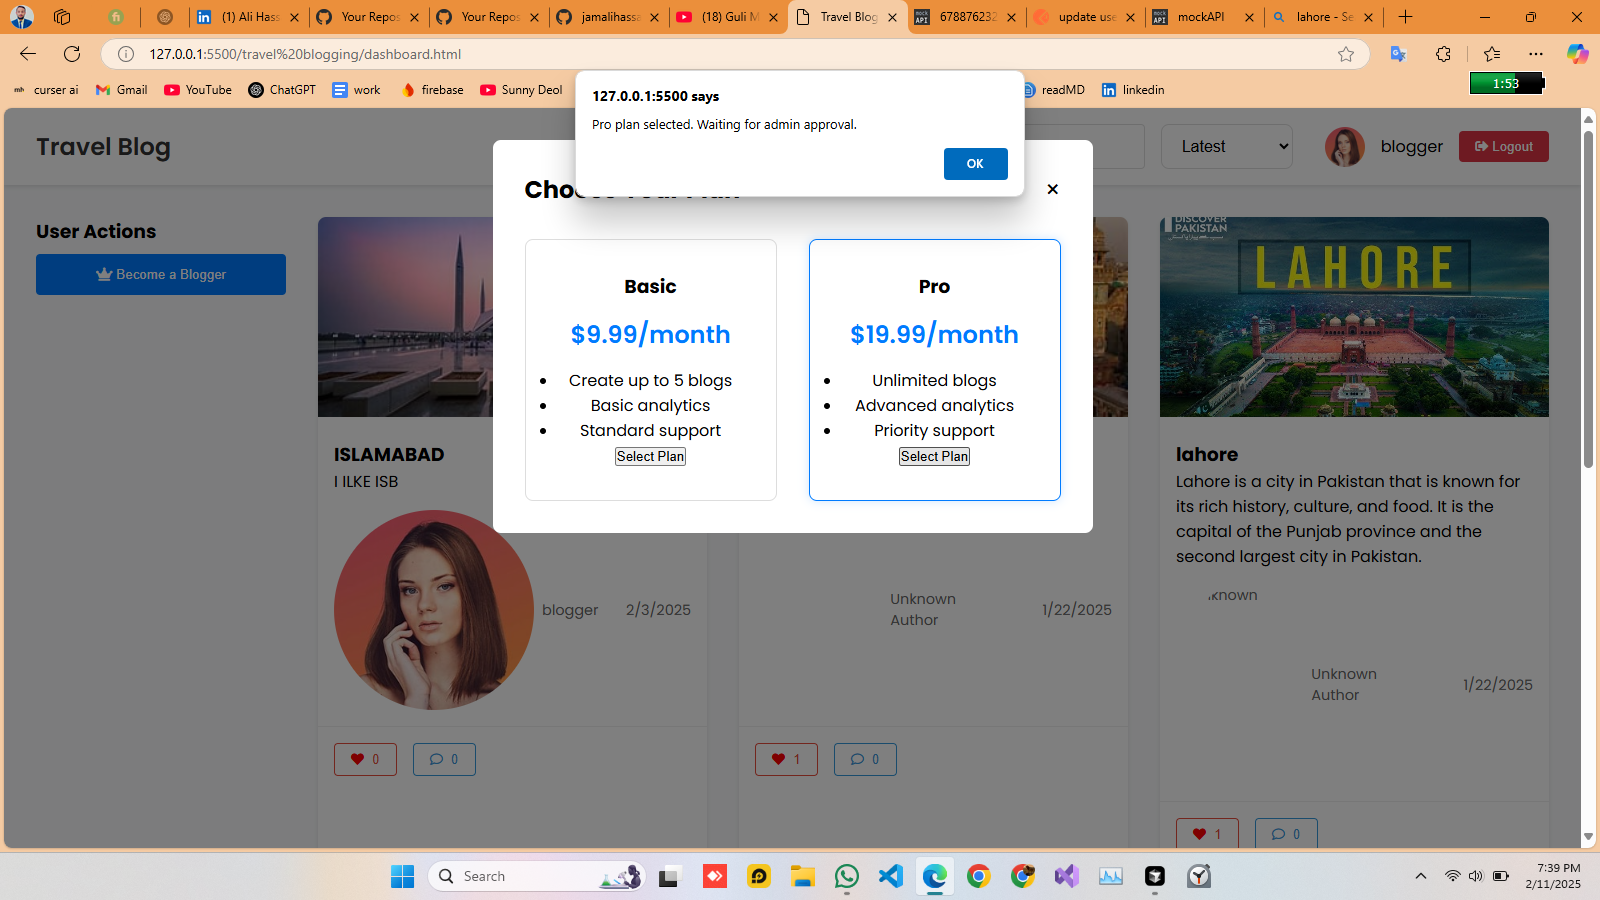 (1) Ali Hass
Your Repos
Your Repos
jamalihassa
(18) Guli M
Travel Blog
678876232
update use
mockAPI
lahore - Se
127.0.0.1:5500/travel%20blogging/dashboard.html
curser ai
Gmail
YouTube
ChatGPT
work
firebase
Sunny Deol
readMD
linkedin
1:53
127.0.0.1:5500 says
Pro plan selected. Waiting for admin approval.
OK
Travel Blog
Latest
blogger
Logout
User Actions
Become a Blogger
Basic
$9.99/month
Create up to 5 blogs
Basic analytics
Standard support
Select Plan
Pro
$19.99/month
Unlimited blogs
Advanced analytics
Priority support
Select Plan
ISLAMABAD
I ILKE ISB
blogger
2/3/2025
0
0
Unknown
Author
1/22/2025
1
0
DISCOVER
PAKISTAN
LAHORE
lahore
Lahore is a city in Pakistan that is known for
its rich history, culture, and food. It is the
capital of the Punjab province and the
second largest city in Pakistan.
Unknown
Author
1/22/2025
1
0
Search
7:39 PM
2/11/2025